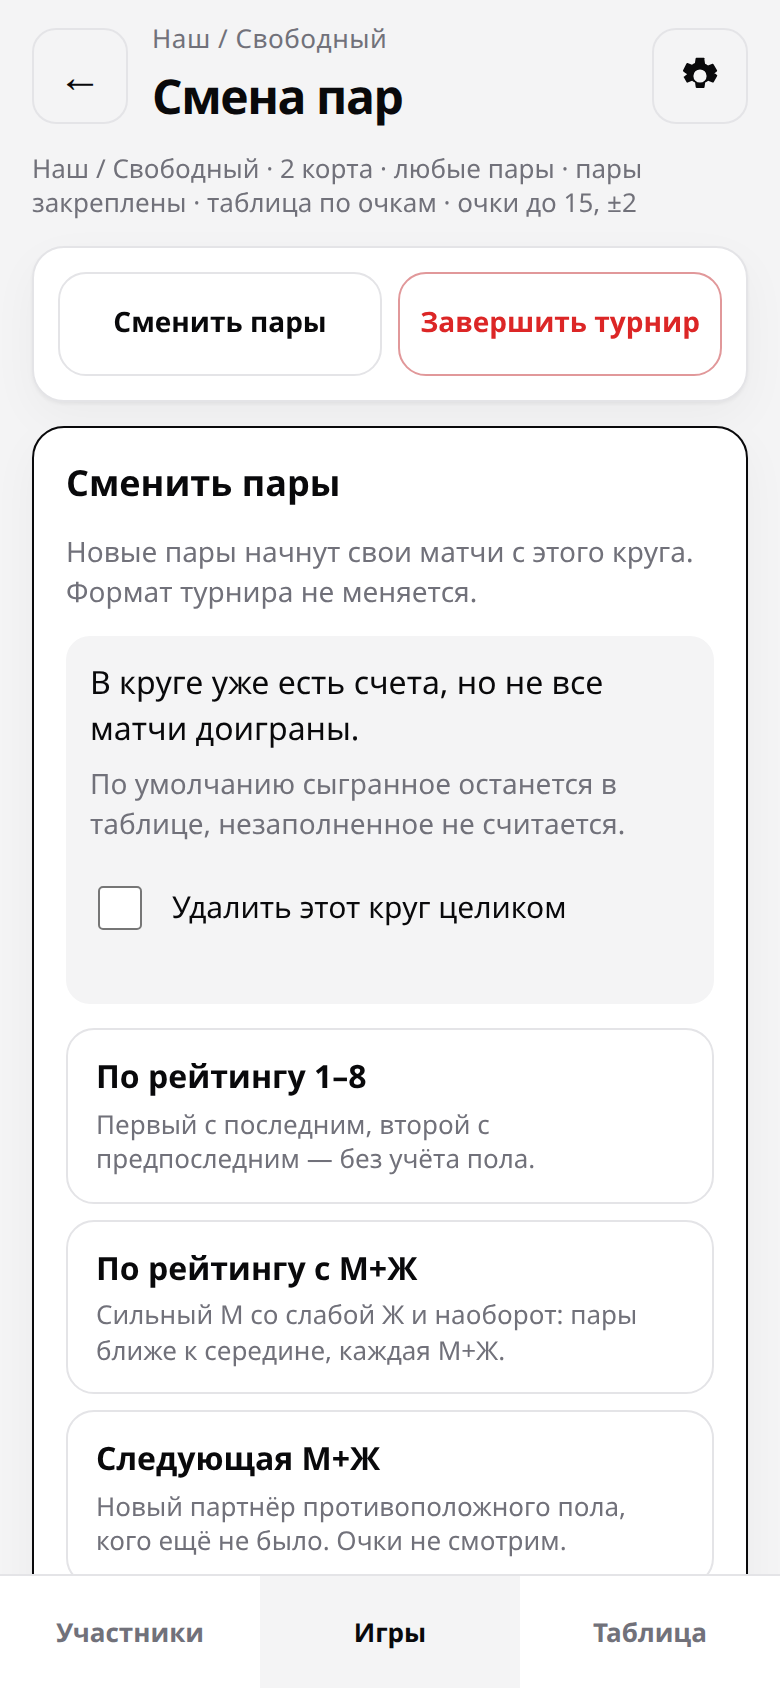 Наш / Свободный
←
Смена пар
Наш / Свободный · 2 корта · любые пары · пары
закреплены · таблица по очкам · очки до 15, ±2
Сменить пары
Завершить турнир
Сменить пары
Новые пары начнут свои матчи с этого круга.
Формат турнира не меняется.
В круге уже есть счета, но не все
матчи доиграны.
По умолчанию сыгранное останется в
таблице, незаполненное не считается.
Удалить этот круг целиком
По рейтингу 1–8
Первый с последним, второй с
предпоследним — без учёта пола.
По рейтингу с М+Ж
Сильный М со слабой Ж и наоборот: пары
ближе к середине, каждая М+Ж.
Следующая М+Ж
Новый партнёр противоположного пола,
кого ещё не было. Очки не смотрим.
Участники
Игры
Таблица